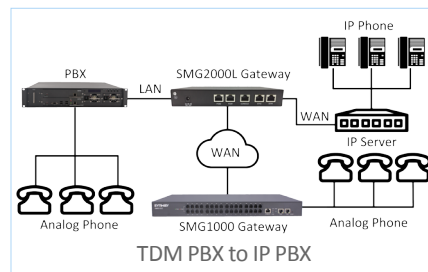 IP Phone
PBX
SMG2000L Gateway
LAN
WAN
IP Server
WAN
Analog Phone
SMG1000 Gateway
Analog Phone
TDM PBX to IP PBX